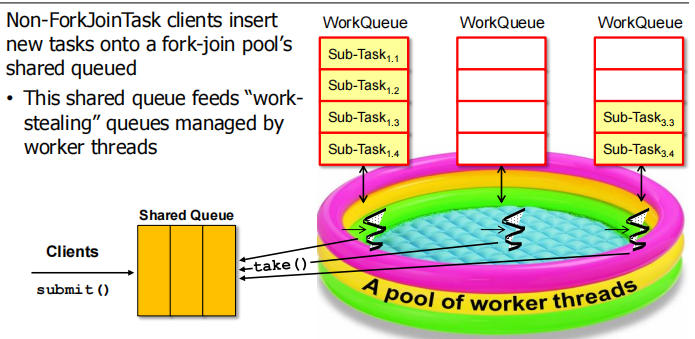 Non-ForkJoinTask clients insert
new tasks onto a fork-join pool's
shared queued
• This shared queue feeds “work-
stealing” queues managed by
worker threads
WorkQueue
Sub-Task1.1
Sub-Task1.2
Sub-Task1.3
Sub-Task1.4
WorkQueue
WorkQueue
Sub-Task3.3
Sub-Task3.4
Shared Queue
Clients
submit()
take()
A pool of worker threads